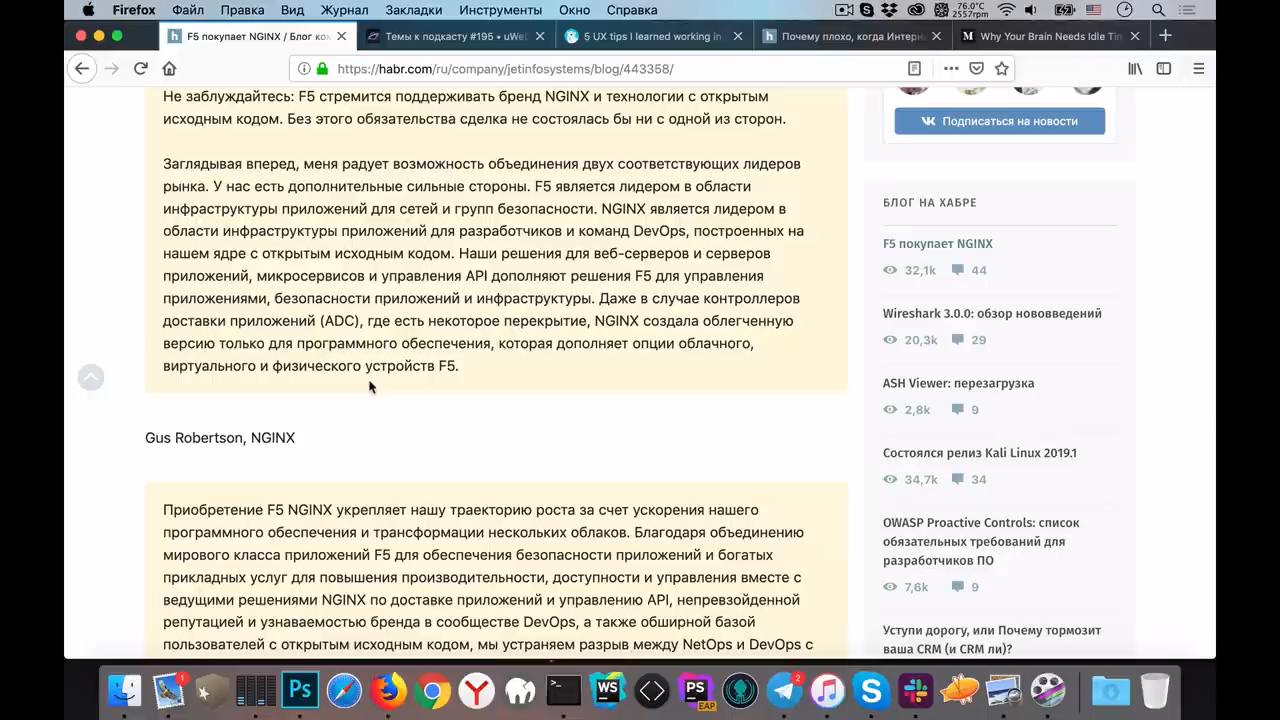 Firefox Файл Правка Вид Журнал Закладки Инструменты Окно Справка
76.0°C
2557rpm
F5 покупает NGINX / Блог ко
Темы к подкасту #195 • uWeb
5 UX tips I learned working in
Почему плохо, когда Интерн
Why Your Brain Needs Idle Tim
https://habr.com/ru/company/jetinfosystems/blog/443358/
Не заблуждайтесь: F5 стремится поддерживать бренд NGINX и технологии с открытым
исходным кодом. Без этого обязательства сделка не состоялась бы ни с одной из сторон.
Заглядывая вперед, меня радует возможность объединения двух соответствующих лидеров
рынка. У нас есть дополнительные сильные стороны. F5 является лидером в области
инфраструктуры приложений для сетей и групп безопасности. NGINX является лидером в
области инфраструктуры приложений для разработчиков и команд DevOps, построенных на
нашем ядре с открытым исходным кодом. Наши решения для веб-серверов и серверов
приложений, микросервисов и управления API дополняют решения F5 для управления
приложениями, безопасности приложений и инфраструктуры. Даже в случае контроллеров
доставки приложений (ADC), где есть некоторое перекрытие, NGINX создала облегченную
версию только для программного обеспечения, которая дополняет опции облачного,
виртуального и физического устройств F5.
Gus Robertson, NGINX
Приобретение F5 NGINX укрепляет нашу траекторию роста за счет ускорения нашего
программного обеспечения и трансформации нескольких облаков. Благодаря объединению
мирового класса приложений F5 для обеспечения безопасности приложений и богатых
прикладных услуг для повышения производительности, доступности и управления вместе с
ведущими решениями NGINX по доставке приложений и управлению API, непревзойденной
репутацией и узнаваемостью бренда в сообществе DevOps, а также обширной базой
пользователей с открытым исходным кодом, мы устраняем разрыв между NetOps и DevOps с
Подписаться на новости
БЛОГ НА ХАБРЕ
F5 покупает NGINX
32,1k 44
Wireshark 3.0.0: обзор нововведений
20,3k 29
ASH Viewer: перезагрузка
2,8k 9
Состоялся релиз Kali Linux 2019.1
34,7k 34
OWASP Proactive Controls: список
обязательных требований для
разработчиков ПО
7,6k 9
Уступи дорогу, или Почему тормозит
ваша CRM (и CRM ли)?
1
Ps
WS
PS
EAP
2